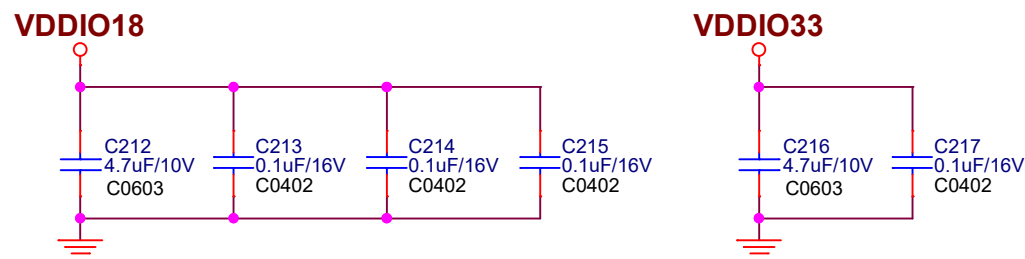 VDDIO18
VDDIO33
C212
4.7uF/10V
C0603
C213
0.1uF/16V
C0402
C214
0.1uF/16V
C0402
C215
0.1uF/16V
C0402
C216
4.7uF/10V
C0603
C217
0.1uF/16V
C0402